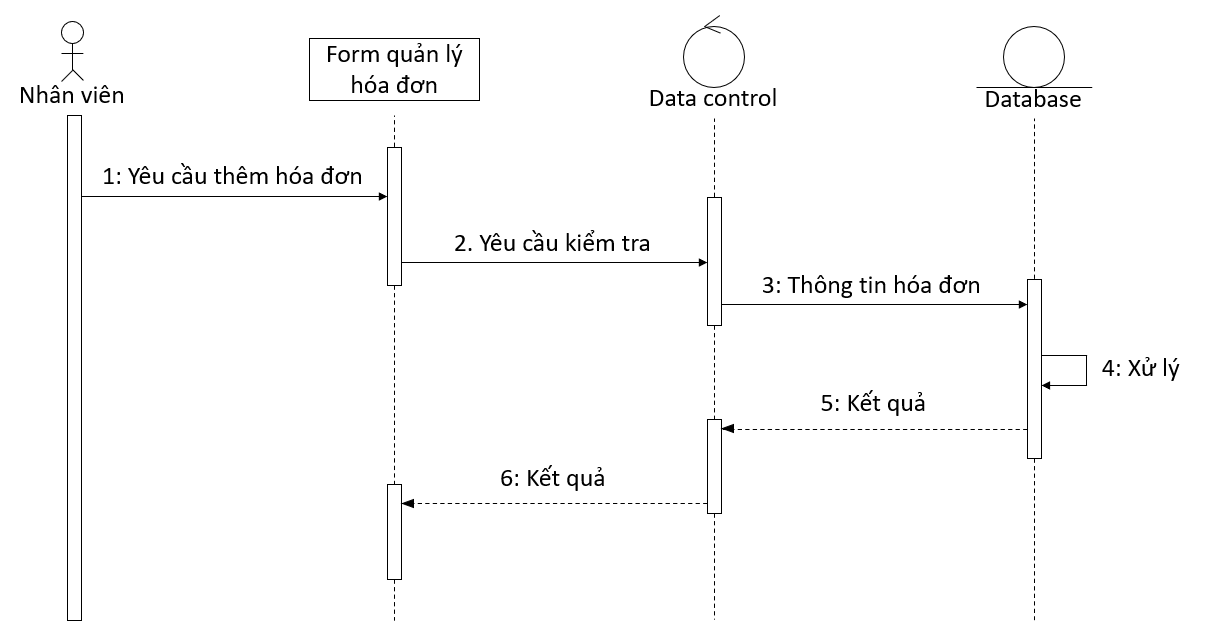 Nhân viên
Form quản lý
hóa đơn
Data control
Database
1: Yêu cầu thêm hóa đơn
2. Yêu cầu kiểm tra
3: Thông tin hóa đơn
4: Xử lý
5: Kết quả
6: Kết quả